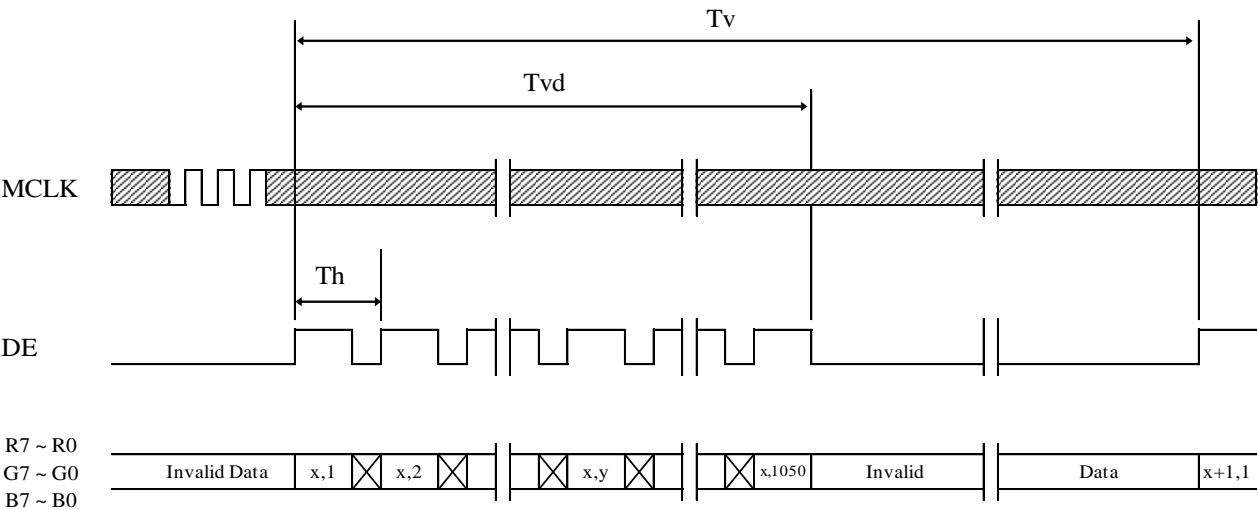 Tv
Tvd
MCLK
Th
DE
R7 ~ R0
G7 ~ G0
B7 ~ B0
Invalid Data x,1 x,2 x,y x,1050 Invalid Data x+1,1